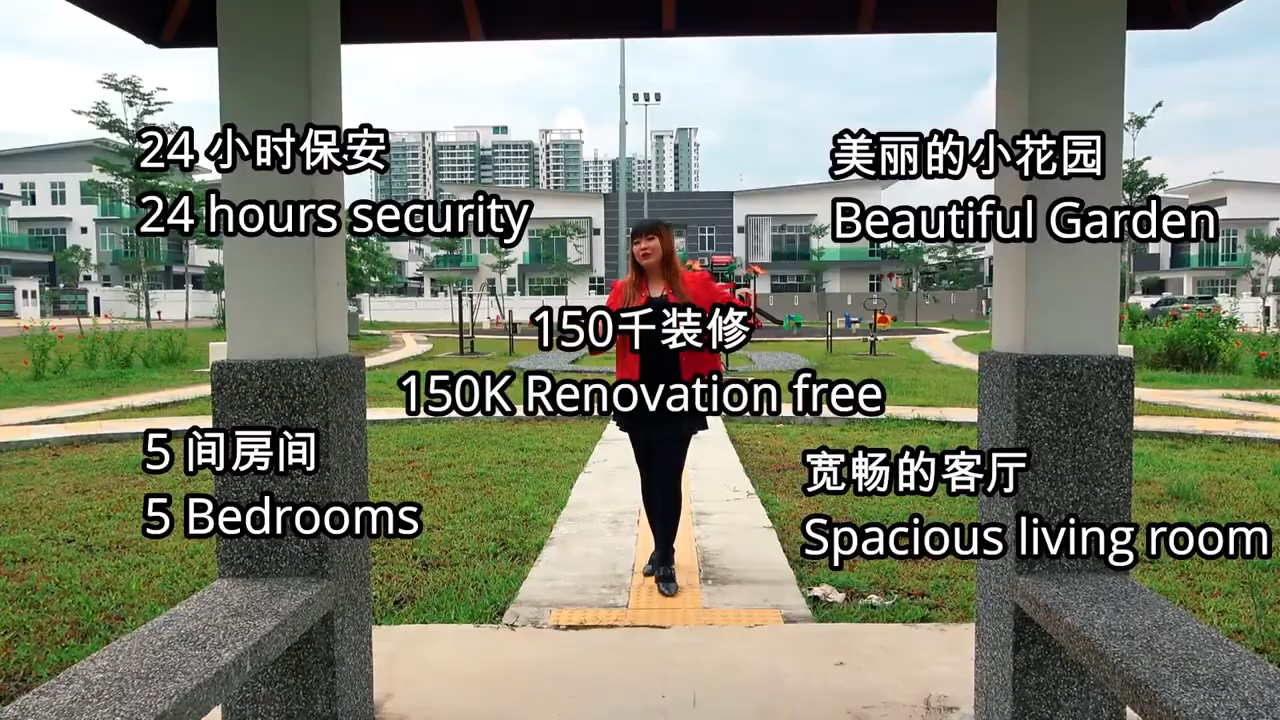 24 小时保安
24 hours security
美丽的小花园
Beautiful Garden
150千装修
150K Renovation free
5 间房间
5 Bedrooms
宽畅的客厅
Spacious living room